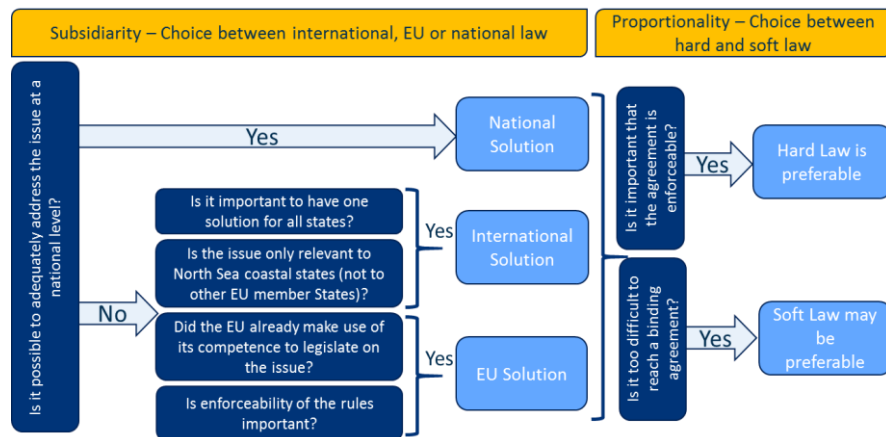 Subsidiarity – Choice between international, EU or national law
Proportionality – Choice between
hard and soft law
Is it possible to adequately address the issue at a
national level?
Yes
National
Solution
No
Is it important to have one
solution for all states?
Is the issue only relevant to
North Sea coastal states (not to
other EU member States)?
Yes
International
Solution
Did the EU already make use of
its competence to legislate on
the issue?
Is enforceability of the rules
important?
Yes
EU Solution
Is it important that
the agreement is
enforceable?
Yes
Hard Law is
preferable
Is it too difficult to
reach a binding
agreement?
Yes
Soft Law may
be
preferable